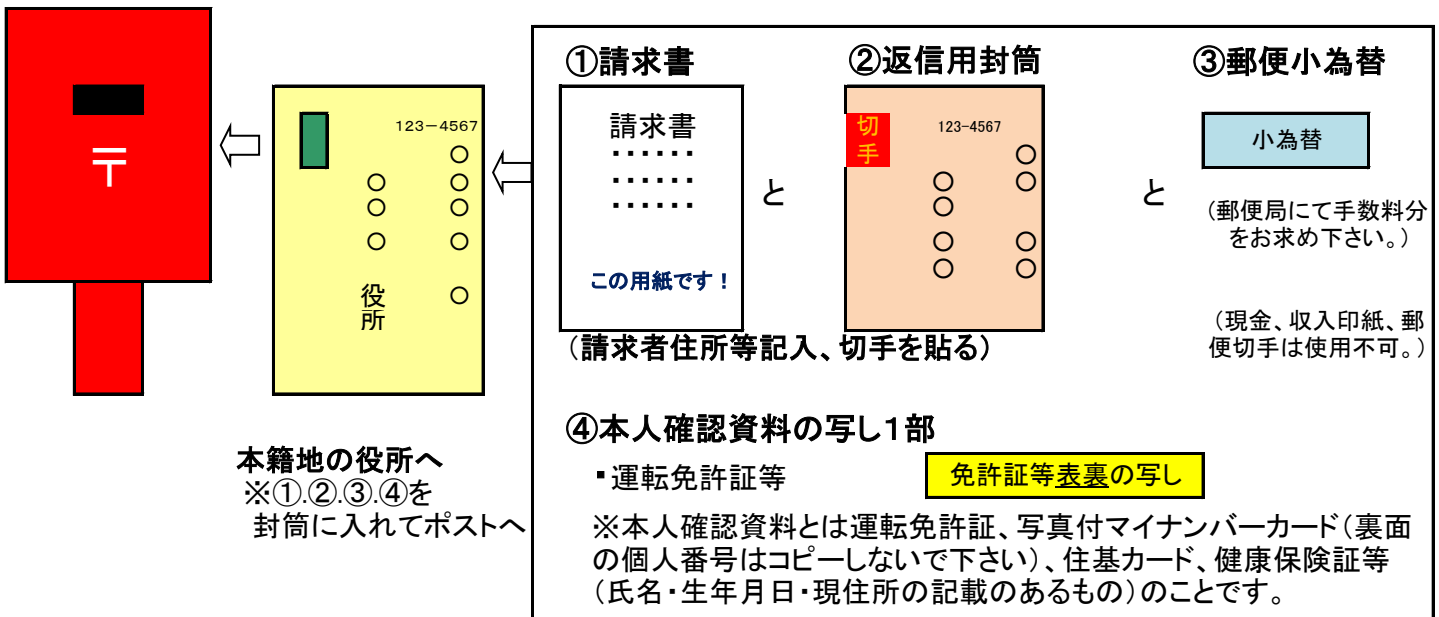 ①請求書
②返信用封筒
③郵便小為替
〒
123-4567
○
○○
○○
○○
役所
○
請求書
・・・・・・
・・・・・・
・・・・・・
この用紙です！
と
切手
123-4567
○
○○
○
○○
○○
と
小為替
（郵便局にて手数料分
をお求め下さい。）
（現金、収入印紙、郵
便切手は使用不可。）
（請求者住所等記入、切手を貼る）
④本人確認資料の写し１部
▪運転免許証等
免許証等表裏の写し
※本人確認資料とは運転免許証、写真付マイナンバーカード（裏面
の個人番号はコピーしないで下さい）、住基カード、健康保険証等
（氏名・生年月日・現住所の記載のあるもの）のことです。
本籍地の役所へ
※①.②.③.④を
封筒に入れてポストへ